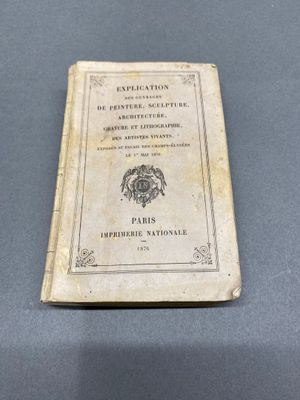 EXPLICATION
DES OUVRAGES
DE PEINTURE, SCULPTURE,
ARCHITECTURE,
GRAVURE ET LITHOGRAPHIE,
DES ARTISTES VIVANTS,
EXPOSÉS AU PALAIS DES CHAMPS-ÉLYSÉES
LE 1er MAI 1876
PARIS
IMPRIMERIE NATIONALE
1876